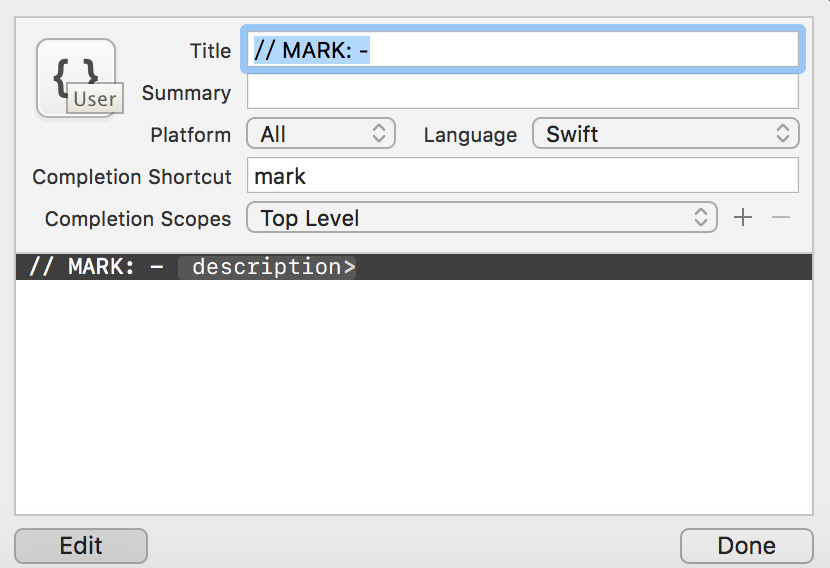 Title // MARK: -
{ } User
Summary
Platform All Language Swift
Completion Shortcut mark
Completion Scopes Top Level + −
// MARK: - description>
Edit Done